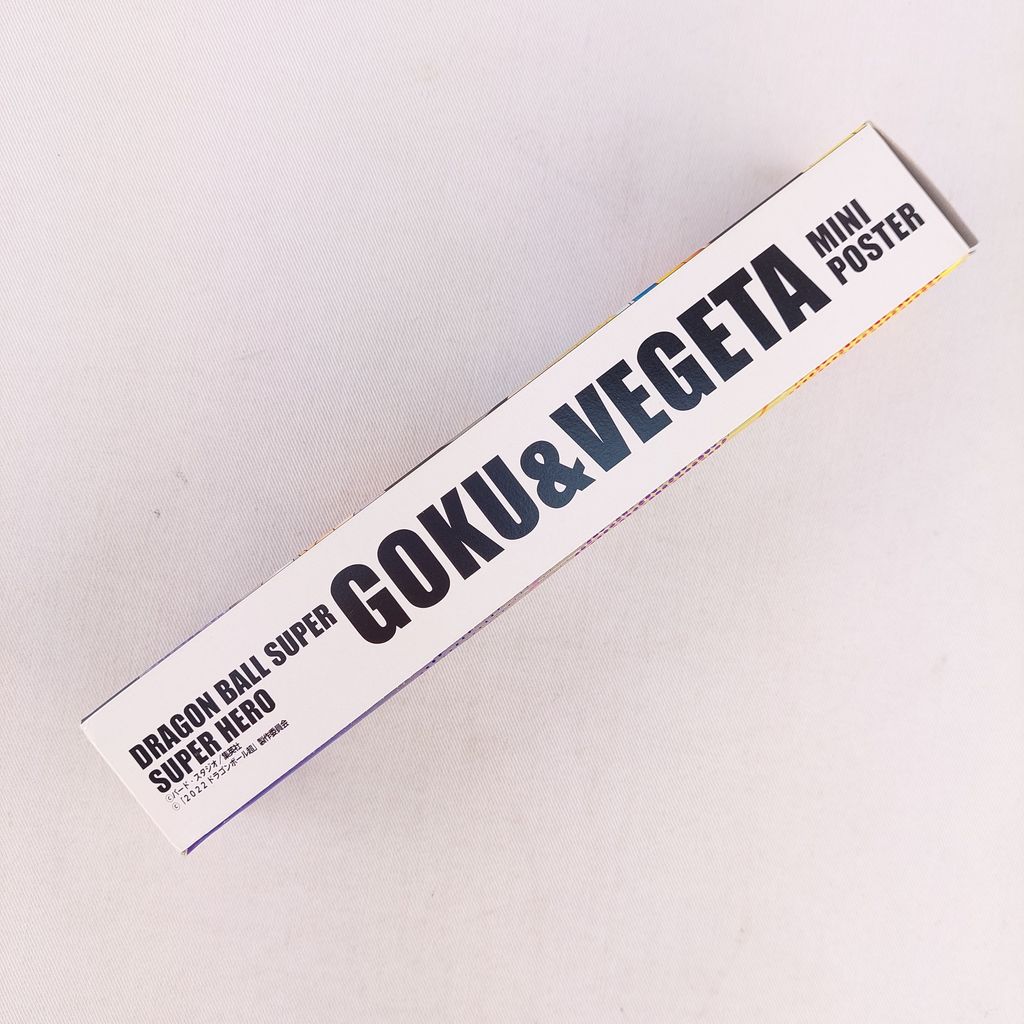 DRAGON BALL SUPER
SUPER HERO
©バード・スタジオ／集英社
©「2022 ドラゴンボール超」製作委員会
GOKU&VEGETA
MINI
POSTER